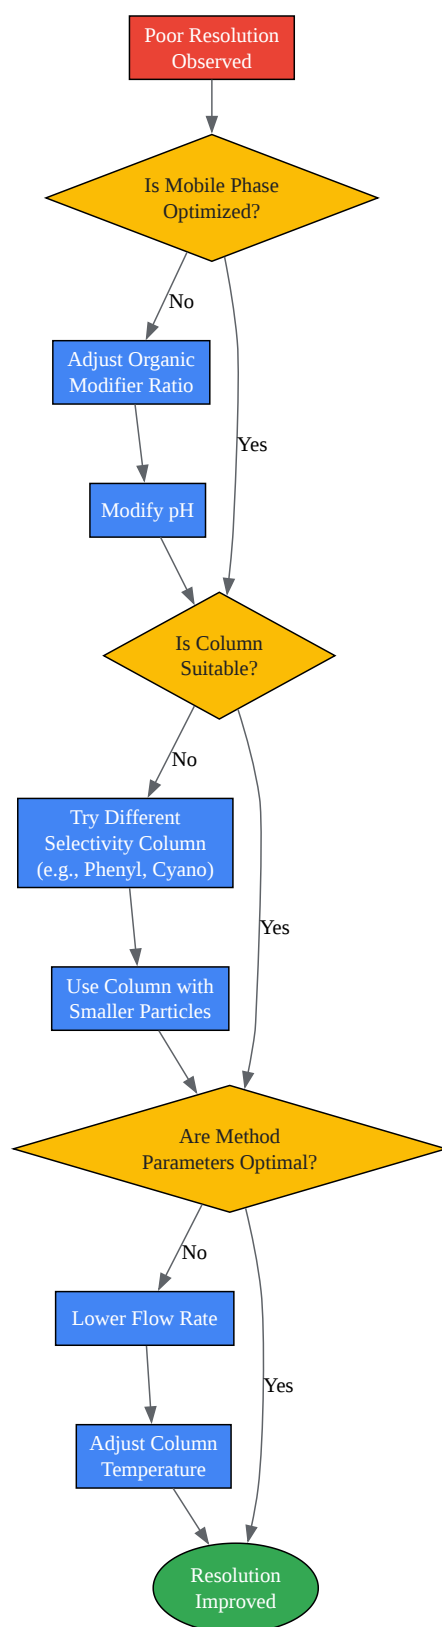 Poor Resolution
Observed
Is Mobile Phase
Optimized?
No
Adjust Organic
Modifier Ratio
Yes
Modify pH
Is Column
Suitable?
No
Try Different
Selectivity Column
(e.g., Phenyl, Cyano)
Yes
Use Column with
Smaller Particles
Are Method
Parameters Optimal?
No
Lower Flow Rate
Yes
Adjust Column
Temperature
Resolution
Improved